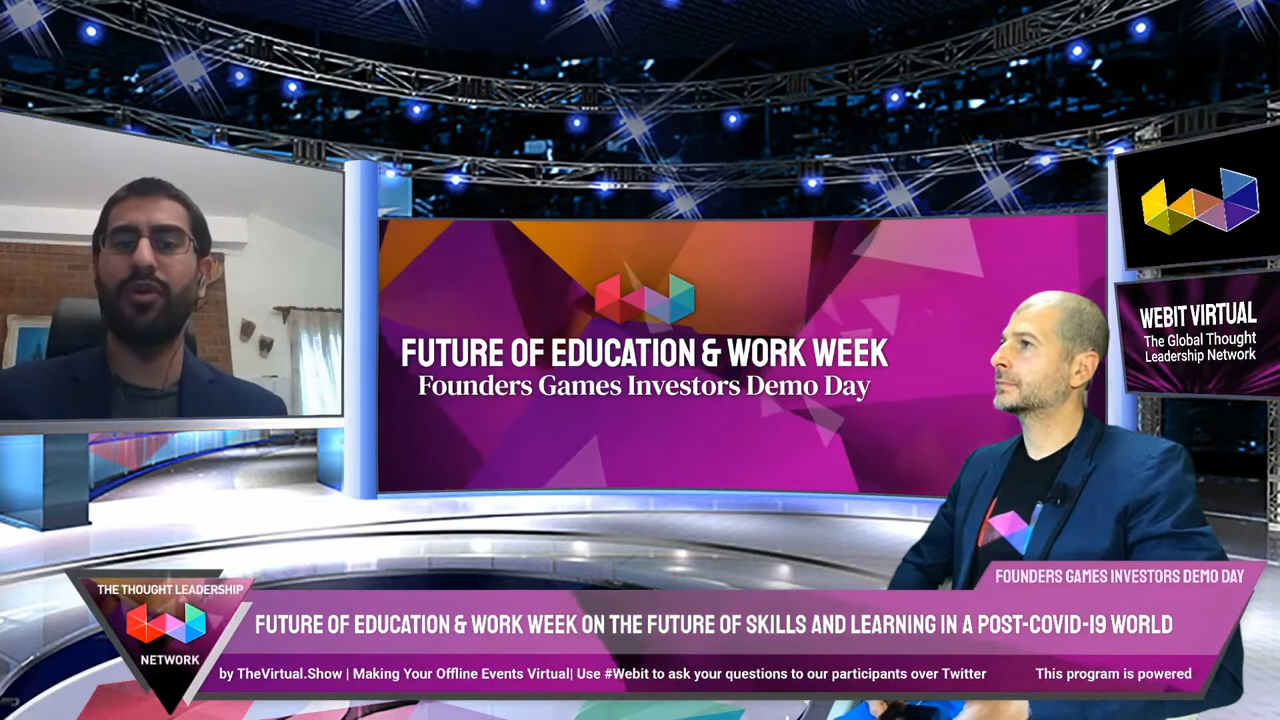 FUTURE OF EDUCATION & WORK WEEK
Founders Games Investors Demo Day
WEBIT VIRTUAL
The Global Thought
Leadership Network
FOUNDERS GAMES INVESTORS DEMO DAY
THE THOUGHT LEADERSHIP
NETWORK
FUTURE OF EDUCATION & WORK WEEK ON THE FUTURE OF SKILLS AND LEARNING IN A POST-COVID-19 WORLD
by TheVirtual.Show | Making Your Offline Events Virtual| Use #Webit to ask your questions to our participants over Twitter This program is powered